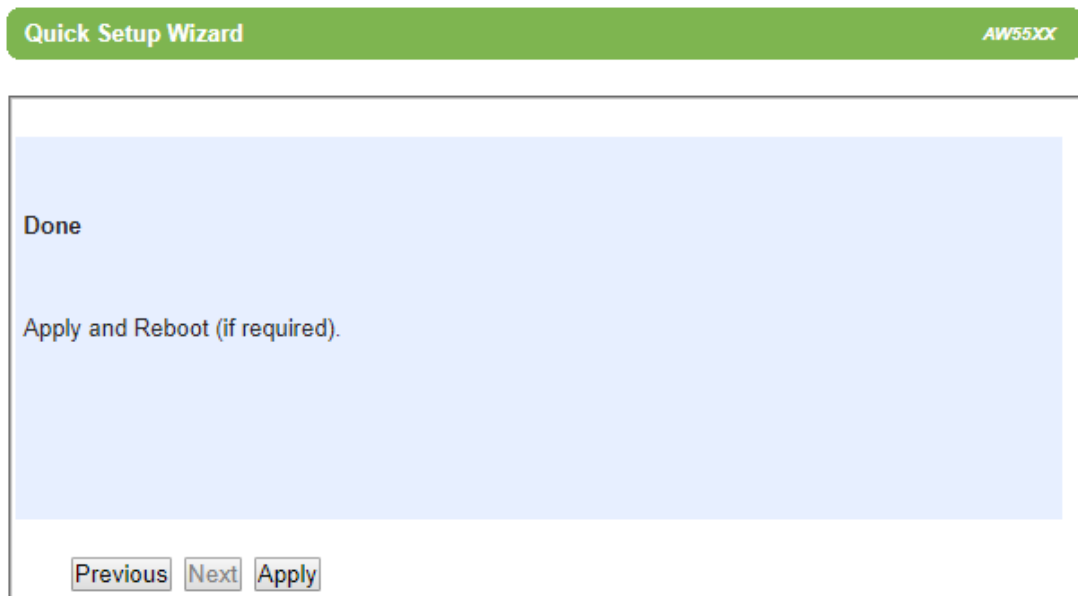 Quick Setup Wizard AW55XX
Done
Apply and Reboot (if required).
Previous Next Apply